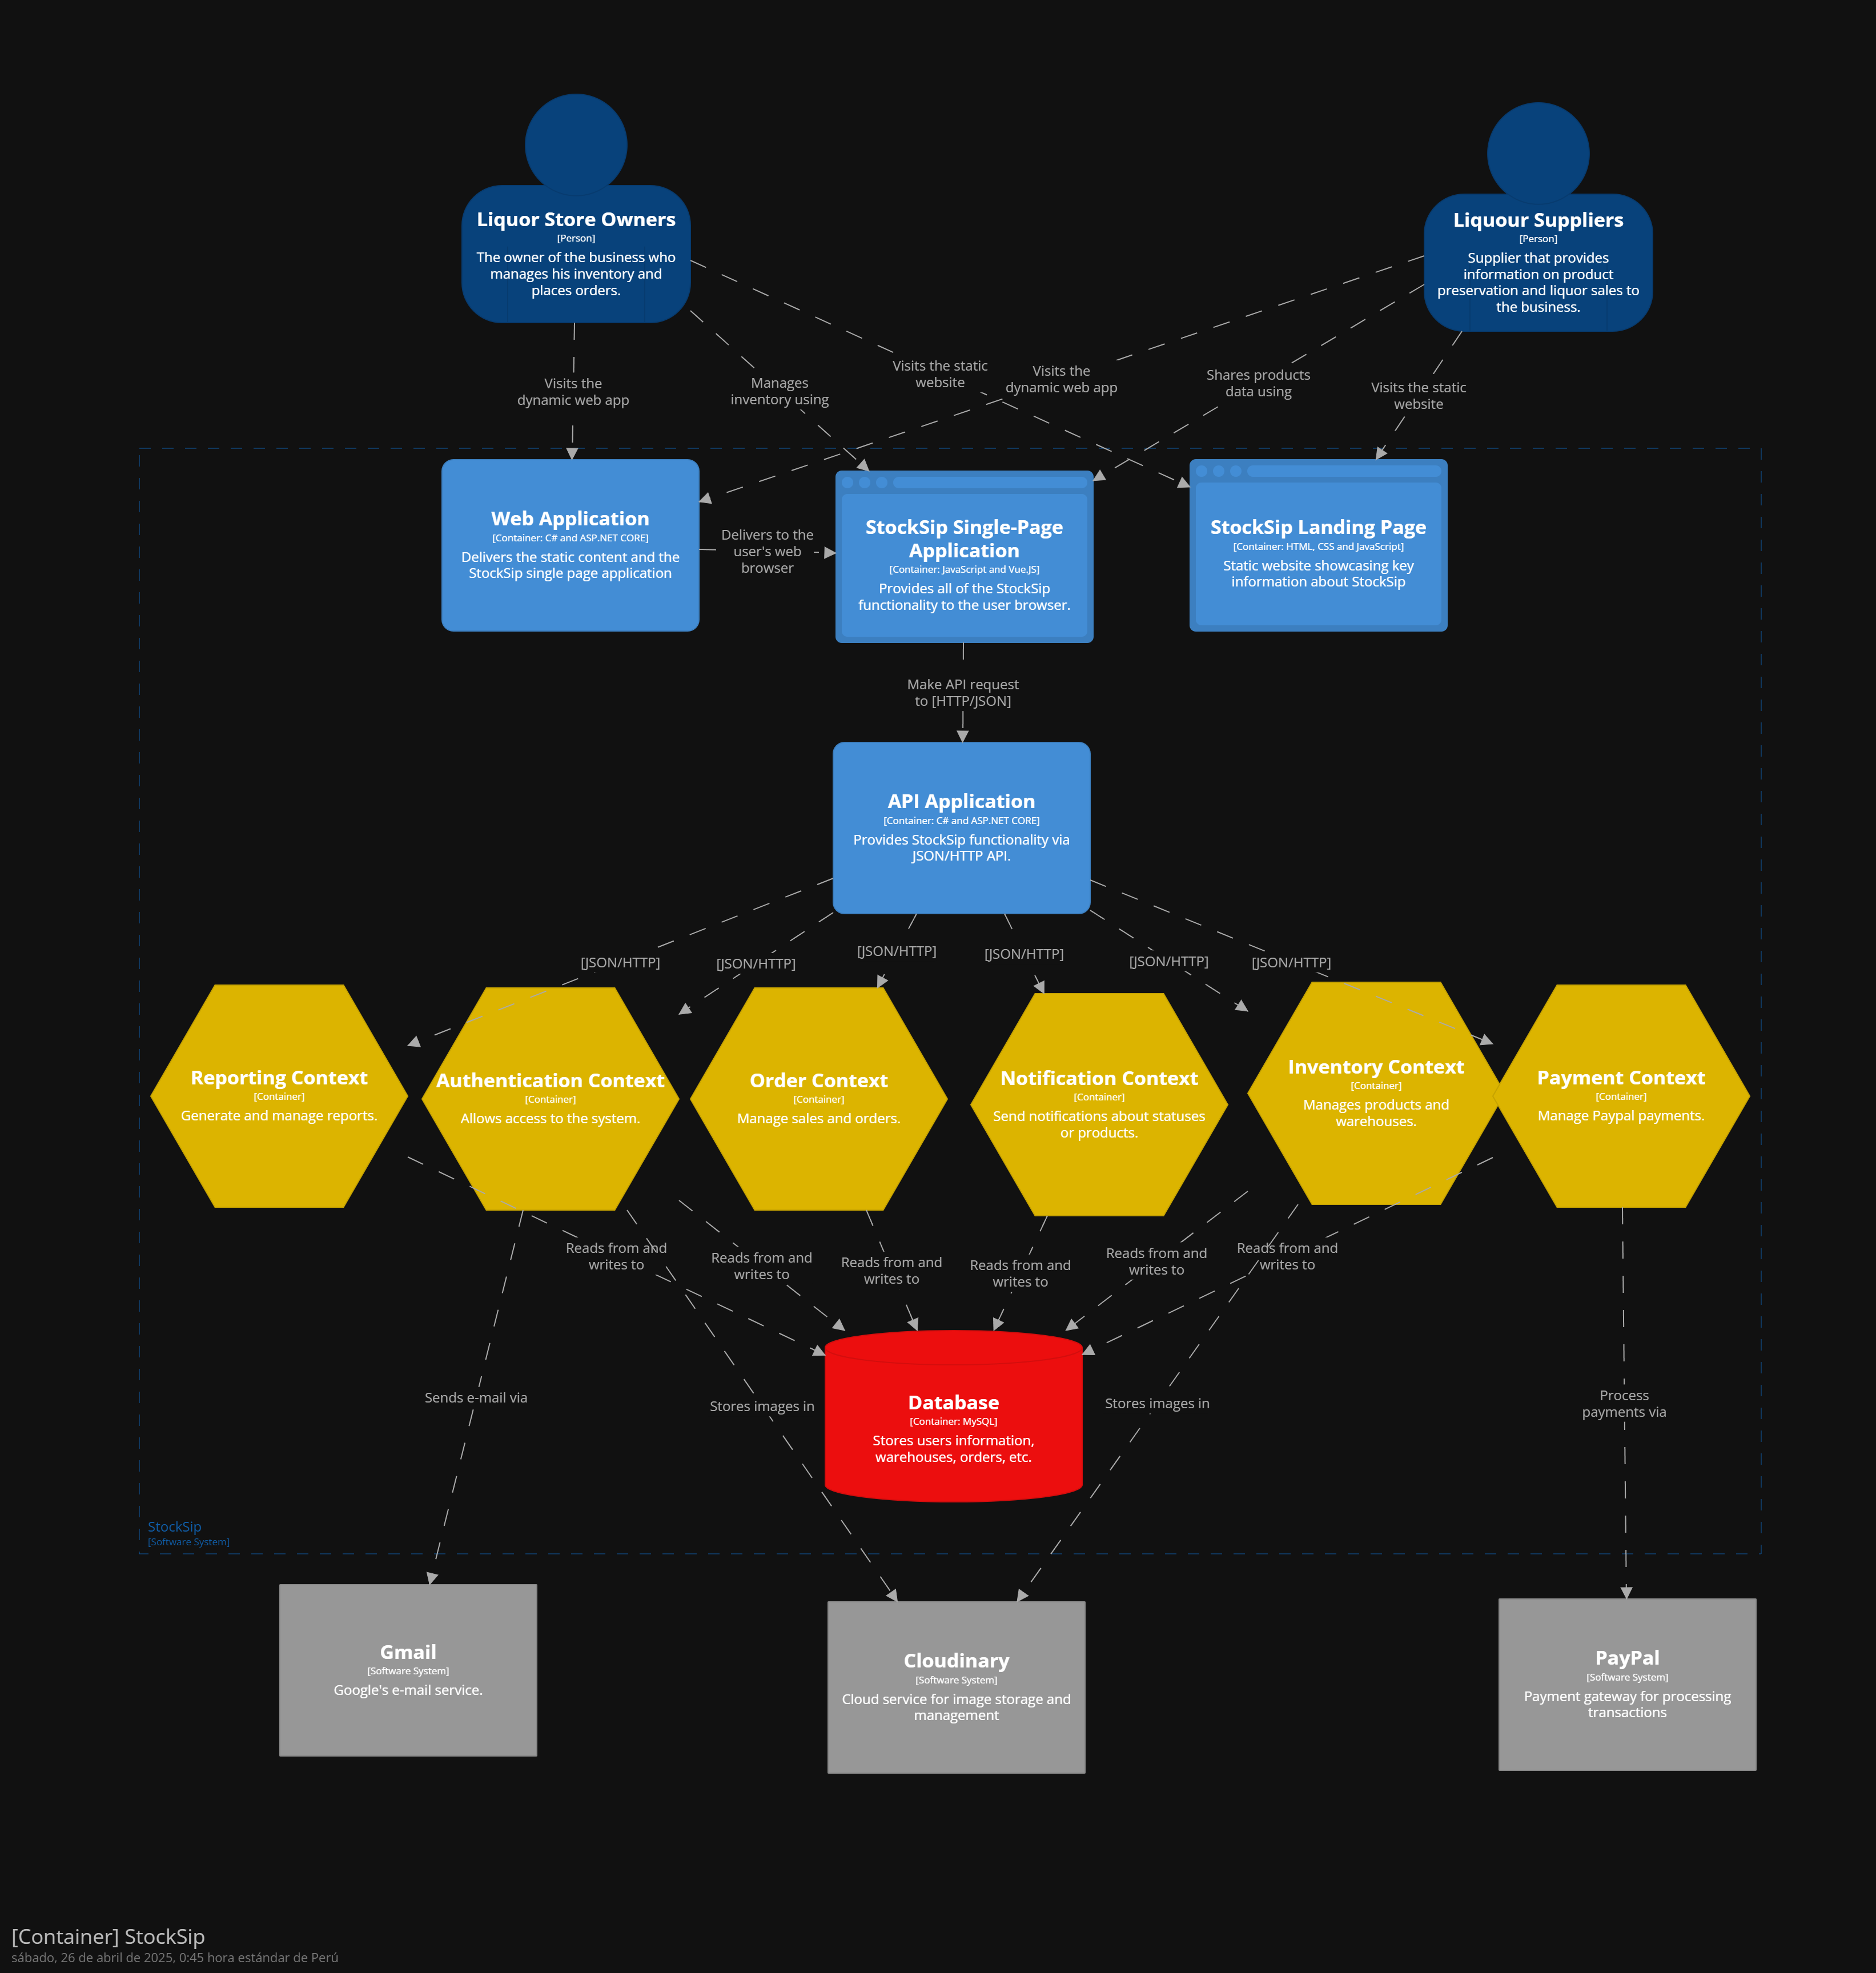 Liquor Store Owners
[Person]
The owner of the business who
manages his inventory and
places orders.
Liquour Suppliers
[Person]
Supplier that provides
information on product
preservation and liquor sales to
the business.
Visits the
dynamic web app
Manages
inventory using
Visits the static
website
Visits the
dynamic web app
Shares products
data using
Visits the static
website
Web Application
[Container: C# and ASP.NET CORE]
Delivers the static content and the
StockSip single page application
Delivers to the
user's web
browser
StockSip Single-Page
Application
[Container: JavaScript and Vue.JS]
Provides all of the StockSip
functionality to the user browser.
StockSip Landing Page
[Container: HTML, CSS and JavaScript]
Static website showcasing key
information about StockSip
Make API request
to [HTTP/JSON]
API Application
[Container: C# and ASP.NET CORE]
Provides StockSip functionality via
JSON/HTTP API.
[JSON/HTTP]
[JSON/HTTP]
[JSON/HTTP]
[JSON/HTTP]
[JSON/HTTP]
[JSON/HTTP]
Reporting Context
[Container]
Generate and manage reports.
Authentication Context
[Container]
Allows access to the system.
Order Context
[Container]
Manage sales and orders.
Notification Context
[Container]
Send notifications about statuses
or products.
Inventory Context
[Container]
Manages products and
warehouses.
Payment Context
[Container]
Manage Paypal payments.
Reads from and
writes to
Reads from and
writes to
Reads from and
writes to
Reads from and
writes to
Reads from and
writes to
Reads from and
writes to
Sends e-mail via
Stores images in
Database
[Container: MySQL]
Stores users information,
warehouses, orders, etc.
Stores images in
Process
payments via
StockSip
[Software System]
Gmail
[Software System]
Google's e-mail service.
Cloudinary
[Software System]
Cloud service for image storage and
management
PayPal
[Software System]
Payment gateway for processing
transactions
[Container] StockSip
sábado, 26 de abril de 2025, 0:45 hora estándar de Perú